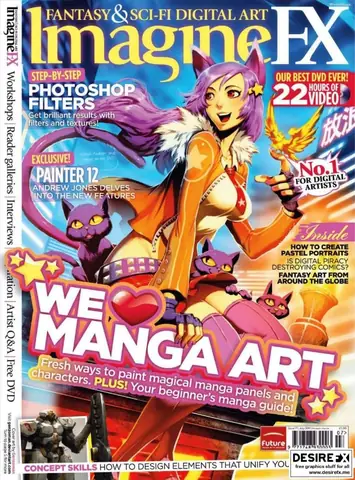 FANTASY & SCI-FI DIGITAL ART
ImagineFX
STEP-BY-STEP
PHOTOSHOP
FILTERS
Get brilliant results with
filters and textures!
OUR BEST DVD EVER!
22 HOURS OF
VIDEO
EXCLUSIVE!
PAINTER 12
ANDREW JONES DELVES
INTO THE NEW FEATURES
No.1
FOR DIGITAL
ARTISTS
放浪
Inside
HOW TO CREATE
PASTEL PORTRAITS
IS DIGITAL PIRACY
DESTROYING COMICS?
FANTASY ART FROM
AROUND THE GLOBE
WE
MANGA ART
Fresh ways to paint magical manga panels and
characters. PLUS! Your beginner's manga guide!
CONCEPT SKILLS HOW TO DESIGN ELEMENTS THAT UNIFY YOU
Future
07
DESIRE FX
free graphics for all
www.desirefx.me
Workshops | Reader galleries | Interviews
Artist Q&A | Free DVD